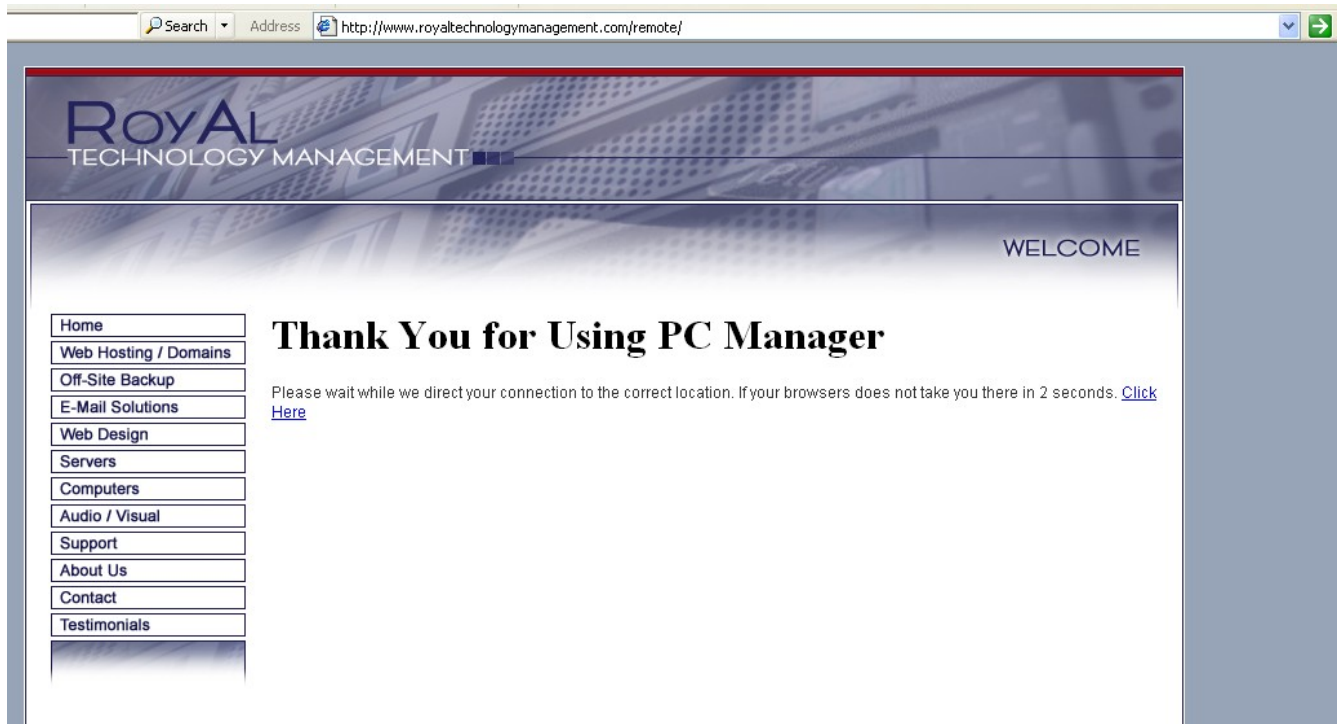 Search Address http://www.royaltechnologymanagement.com/remote/
ROYAL
TECHNOLOGY MANAGEMENT
WELCOME
Home
Web Hosting / Domains
Off-Site Backup
E-Mail Solutions
Web Design
Servers
Computers
Audio / Visual
Support
About Us
Contact
Testimonials
Thank You for Using PC Manager
Please wait while we direct your connection to the correct location. If your browsers does not take you there in 2 seconds. Click
Here